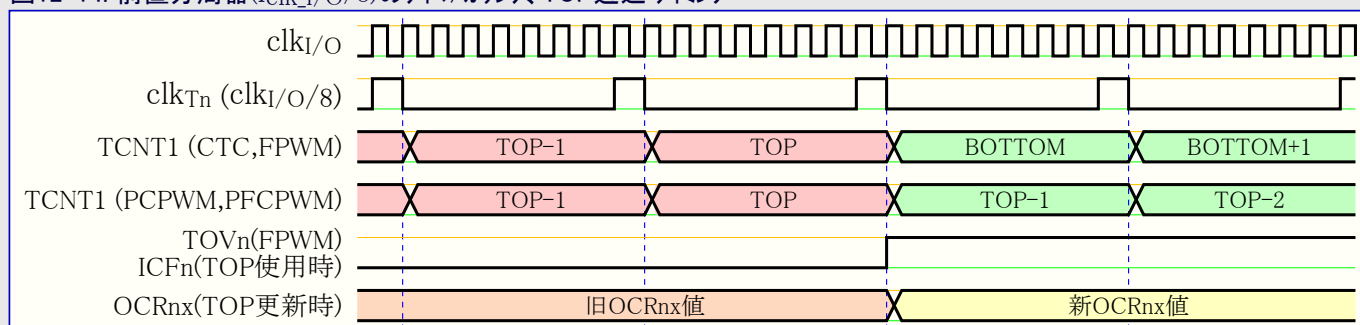 clkI/O
clkTn (clkI/O/8)
TCNT1 (CTC,FPWM) TOP-1 TOP BOTTOM BOTTOM+1
TCNT1 (PCPWM,PFCPWM) TOP-1 TOP TOP-1 TOP-2
TOVn(FPWM)
ICFn(TOP使用時)
OCRnx(TOP更新時) 旧OCRnx値 新OCRnx値